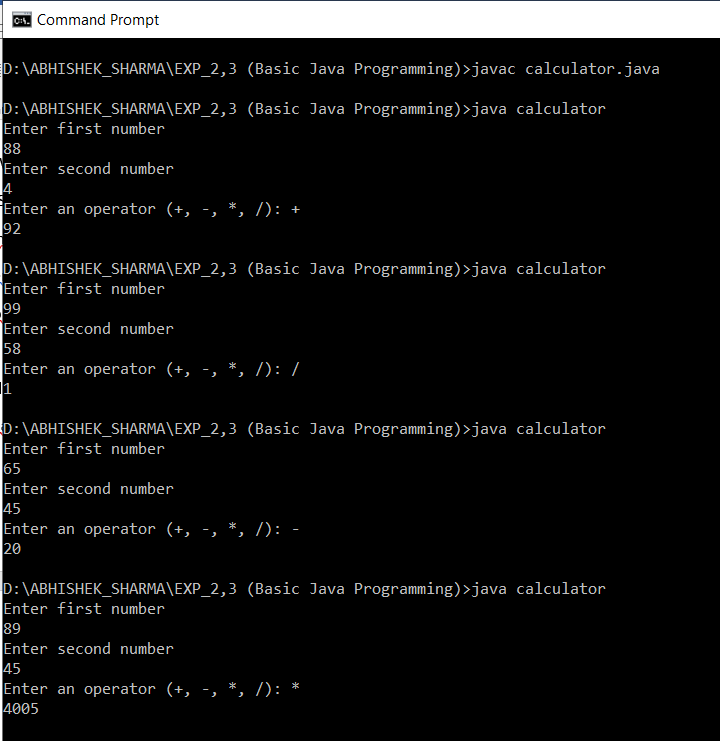 Command Prompt
D:\ABHISHEK_SHARMA\EXP_2,3 (Basic Java Programming)>javac calculator.java
D:\ABHISHEK_SHARMA\EXP_2,3 (Basic Java Programming)>java calculator
Enter first number
88
Enter second number
4
Enter an operator (+, -, *, /): +
92
D:\ABHISHEK_SHARMA\EXP_2,3 (Basic Java Programming)>java calculator
Enter first number
99
Enter second number
58
Enter an operator (+, -, *, /): /
1
D:\ABHISHEK_SHARMA\EXP_2,3 (Basic Java Programming)>java calculator
Enter first number
65
Enter second number
45
Enter an operator (+, -, *, /): -
20
D:\ABHISHEK_SHARMA\EXP_2,3 (Basic Java Programming)>java calculator
Enter first number
89
Enter second number
45
Enter an operator (+, -, *, /): *
4005